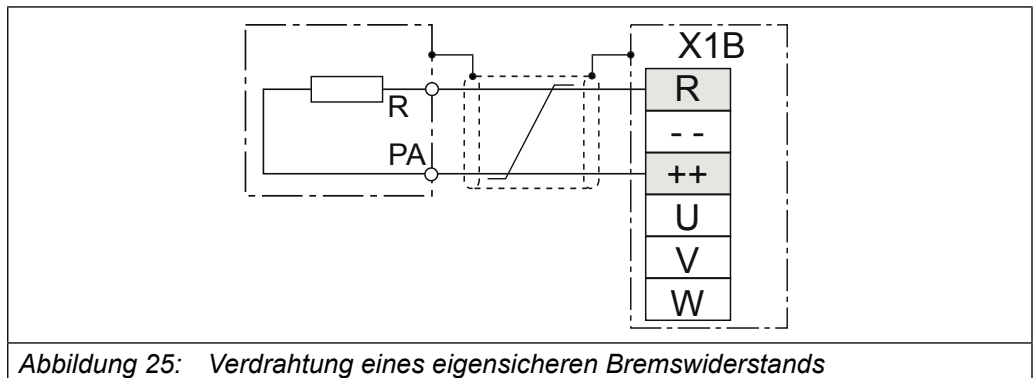 X1B
R
R
- -
PA
++
U
V
W
Abbildung 25: Verdrahtung eines eigensicheren Bremswiderstands